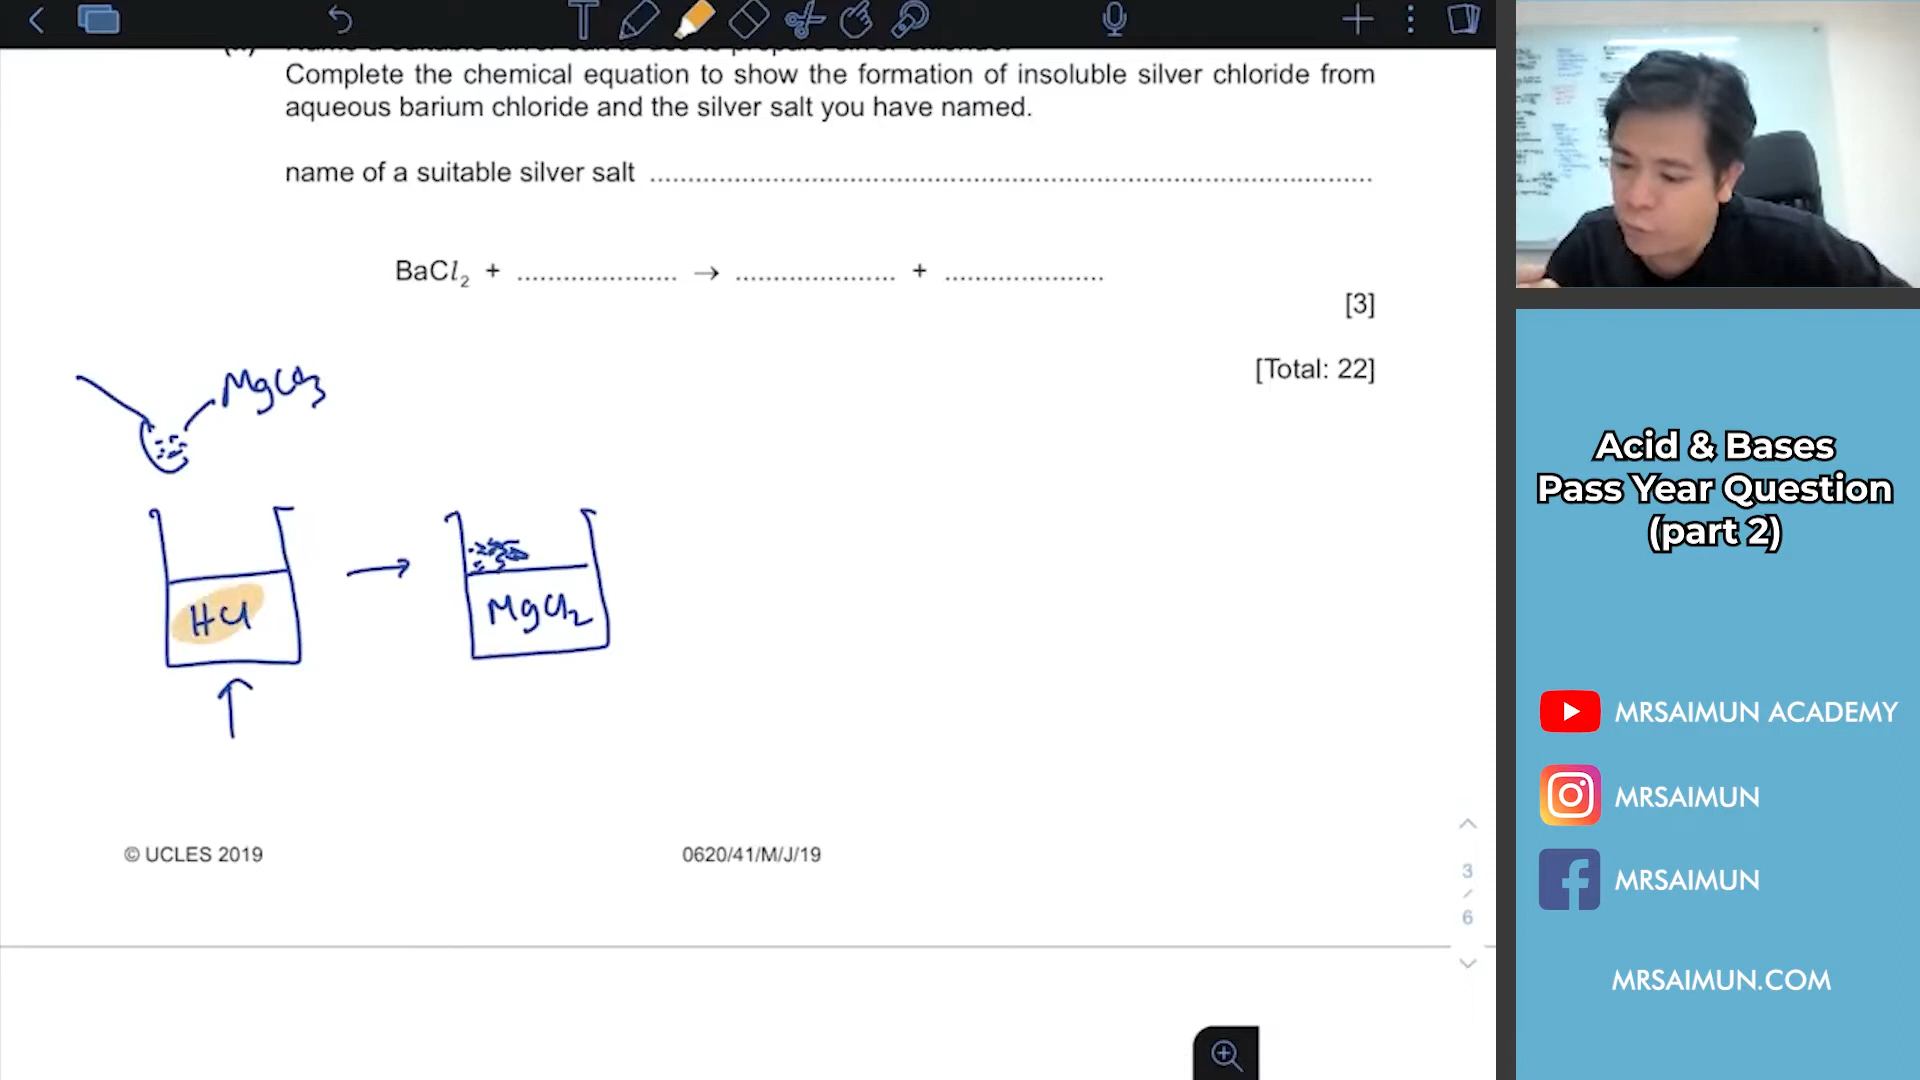 Complete the chemical equation to show the formation of insoluble silver chloride from
aqueous barium chloride and the silver salt you have named.
name of a suitable silver salt ................................................................................................
BaCl₂ + ..................... → ..................... + .....................
[3]
[Total: 22]
MgCO₃
HCl
MgCl₂
© UCLES 2019
0620/41/M/J/19
3
/
6
Acid & Bases
Pass Year Question
(part 2)
MRSAIMUN ACADEMY
MRSAIMUN
MRSAIMUN
MRSAIMUN.COM